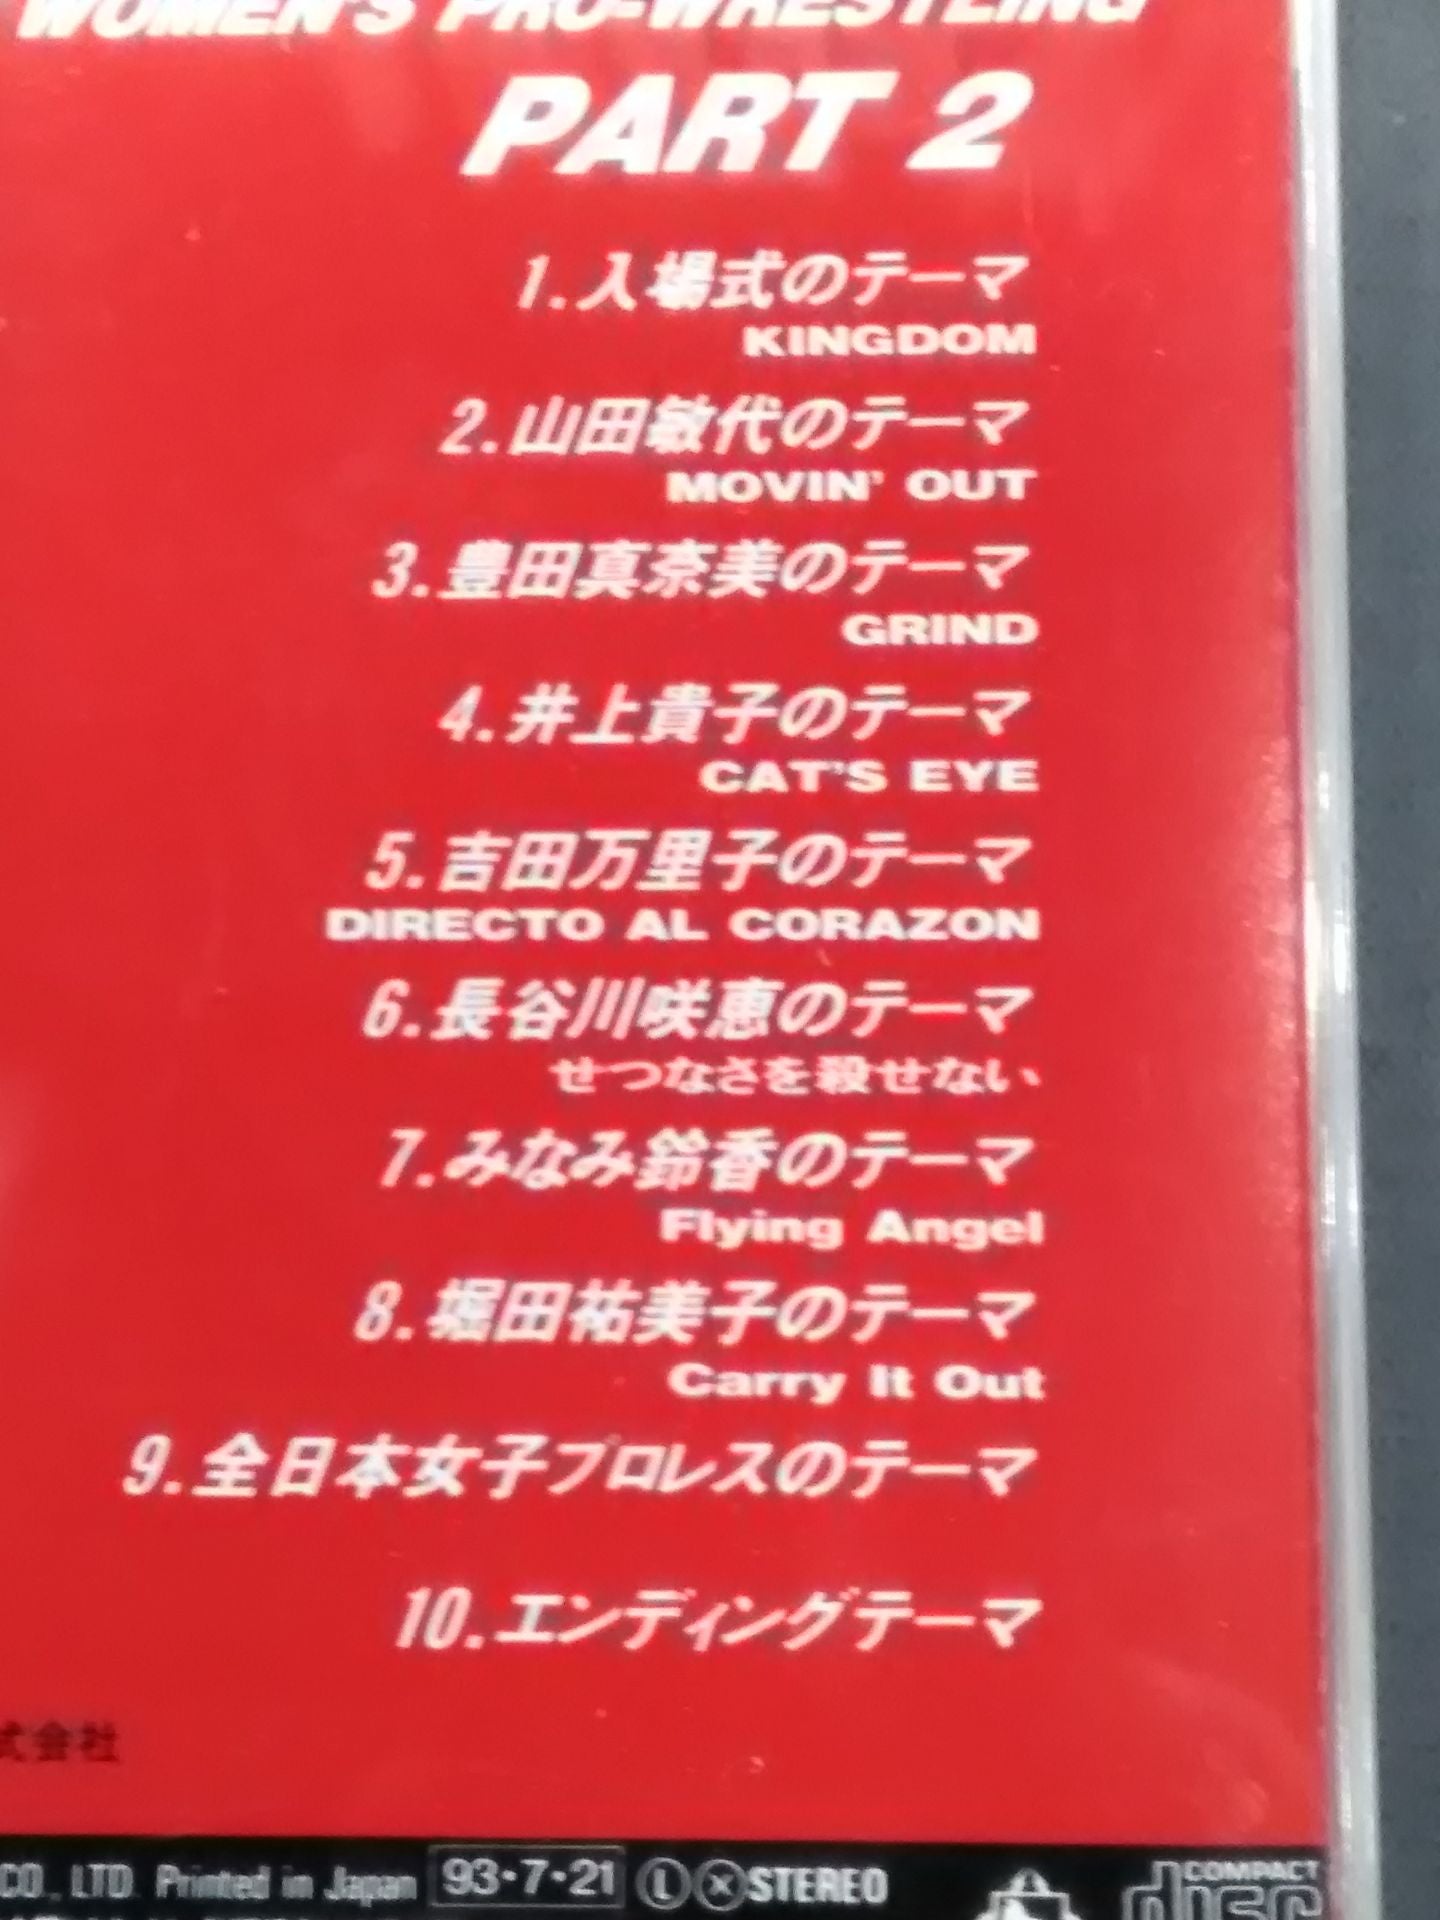 WOMEN'S PRO-WRESTLING
PART 2
1.入場式のテーマ
KINGDOM
2.山田敏代のテーマ
MOVIN' OUT
3.豊田真奈美のテーマ
GRIND
4.井上貴子のテーマ
CAT'S EYE
5.吉田万里子のテーマ
DIRECTO AL CORAZON
6.長谷川咲恵のテーマ
せつなさを殺せない
7.みなみ鈴香のテーマ
Flying Angel
8.堀田祐美子のテーマ
Carry It Out
9.全日本女子プロレスのテーマ
10.エンディングテーマ
式会社
CO., LTD. Printed in Japan 93・7・21 Ⓛ ⓧ STEREO
COMPACT
disc